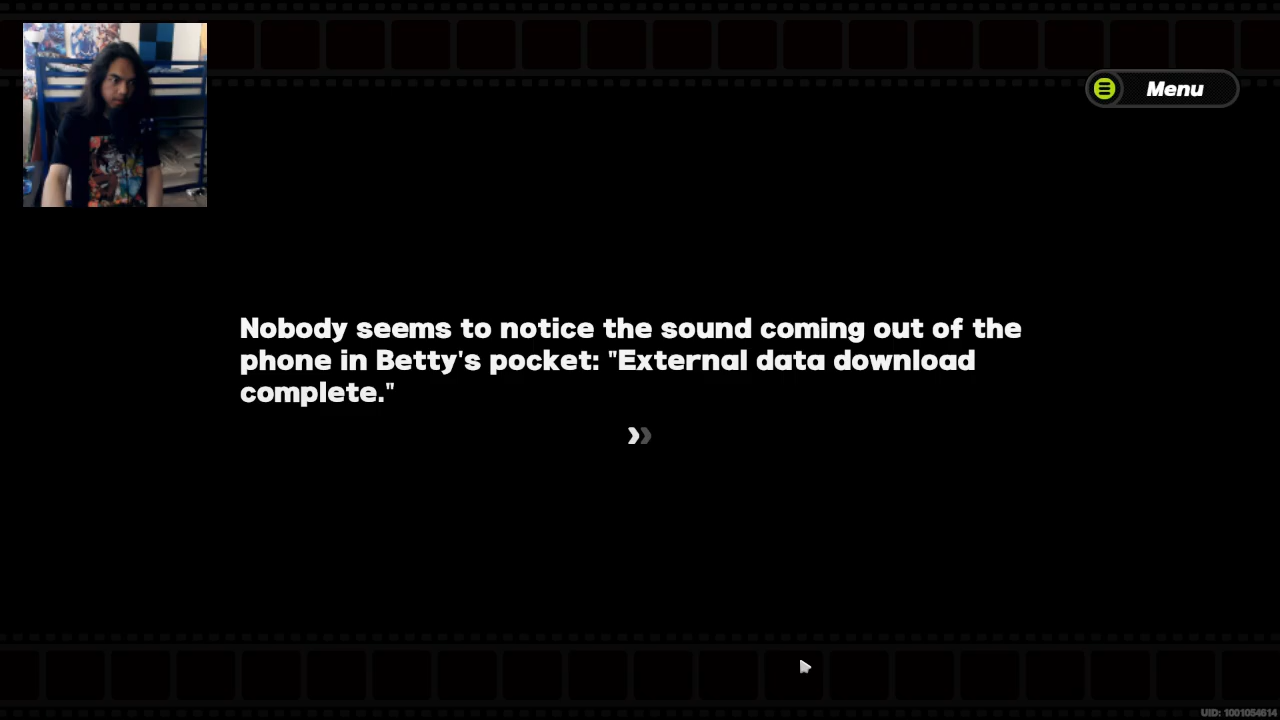 Menu
Nobody seems to notice the sound coming out of the
phone in Betty's pocket: "External data download
complete."
UID: 1001054614